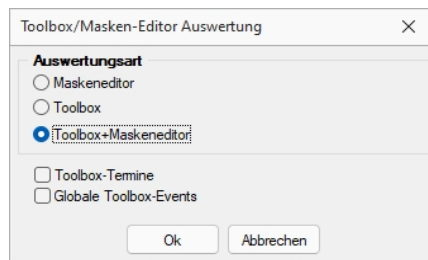 Toolbox/Masken-Editor Auswertung
Auswertungsart
Maskeneditor
Toolbox
Toolbox+Maskeneditor
Toolbox-Termine
Globale Toolbox-Events
Ok Abbrechen